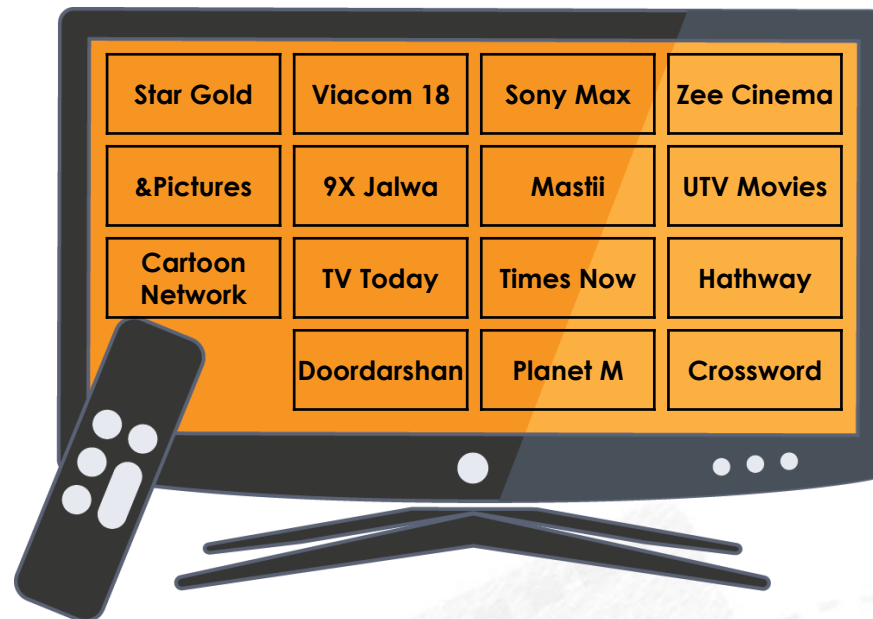 Star Gold
Viacom 18
Sony Max
Zee Cinema
&Pictures
9X Jalwa
Mastii
UTV Movies
Cartoon
Network
TV Today
Times Now
Hathway
Doordarshan
Planet M
Crossword